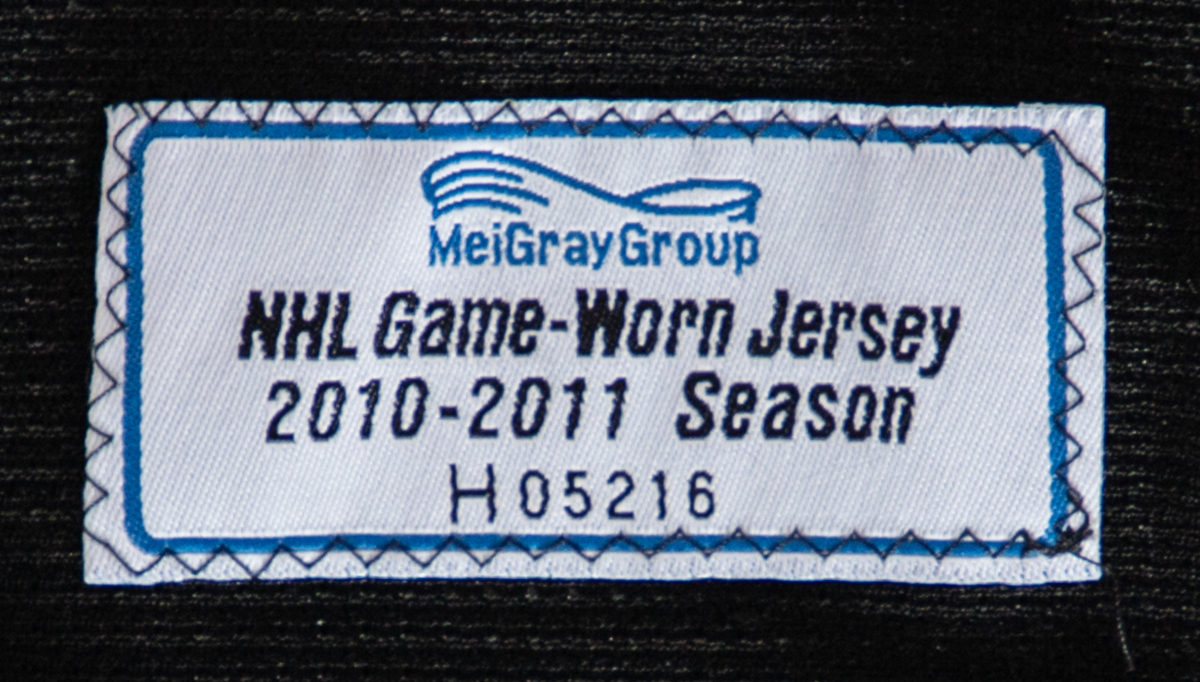 MeiGrayGroup
NHL Game-Worn Jersey
2010-2011 Season
H05216